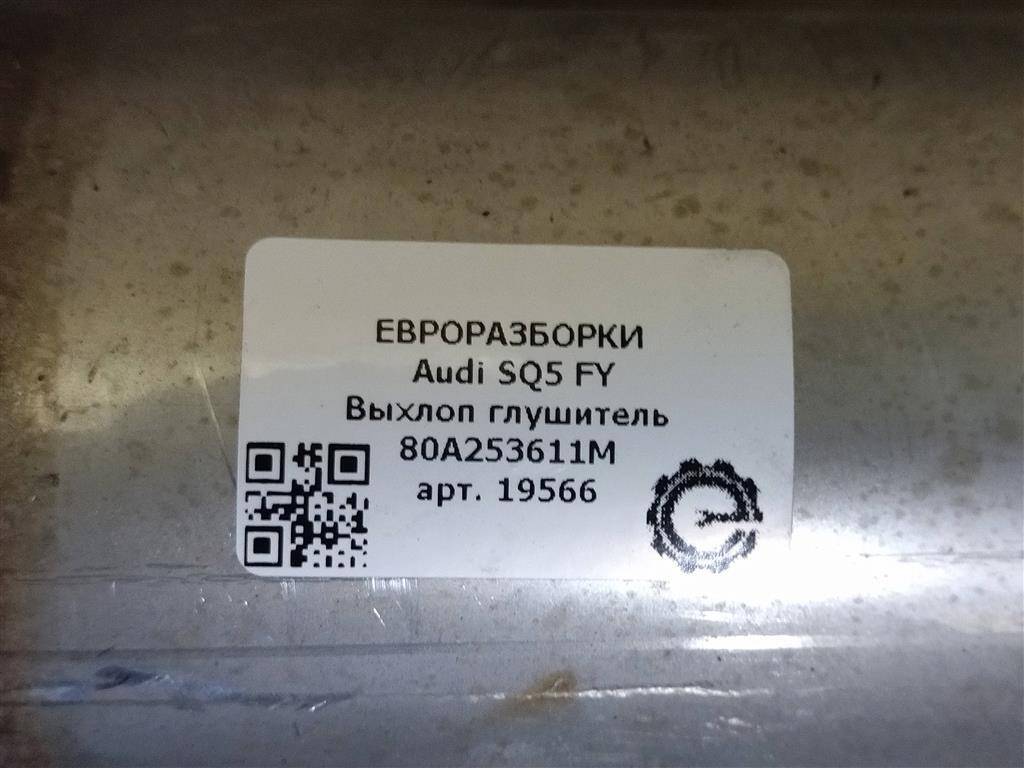 ЕВРОРАЗБОРКИ
Audi SQ5 FY
Выхлоп глушитель
80A253611M
арт. 19566